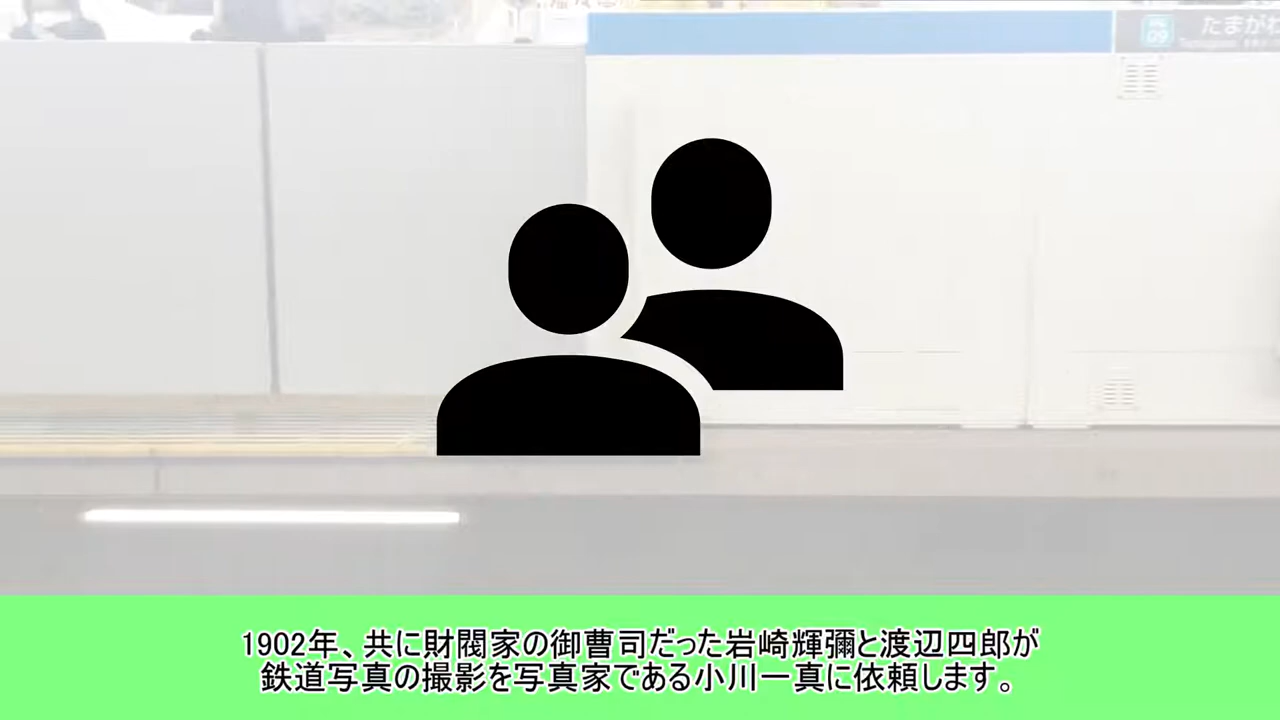 09
たまがわ
1902年、共に財閥家の御曹司だった岩崎輝彌と渡辺四郎が
鉄道写真の撮影を写真家である小川一真に依頼します。